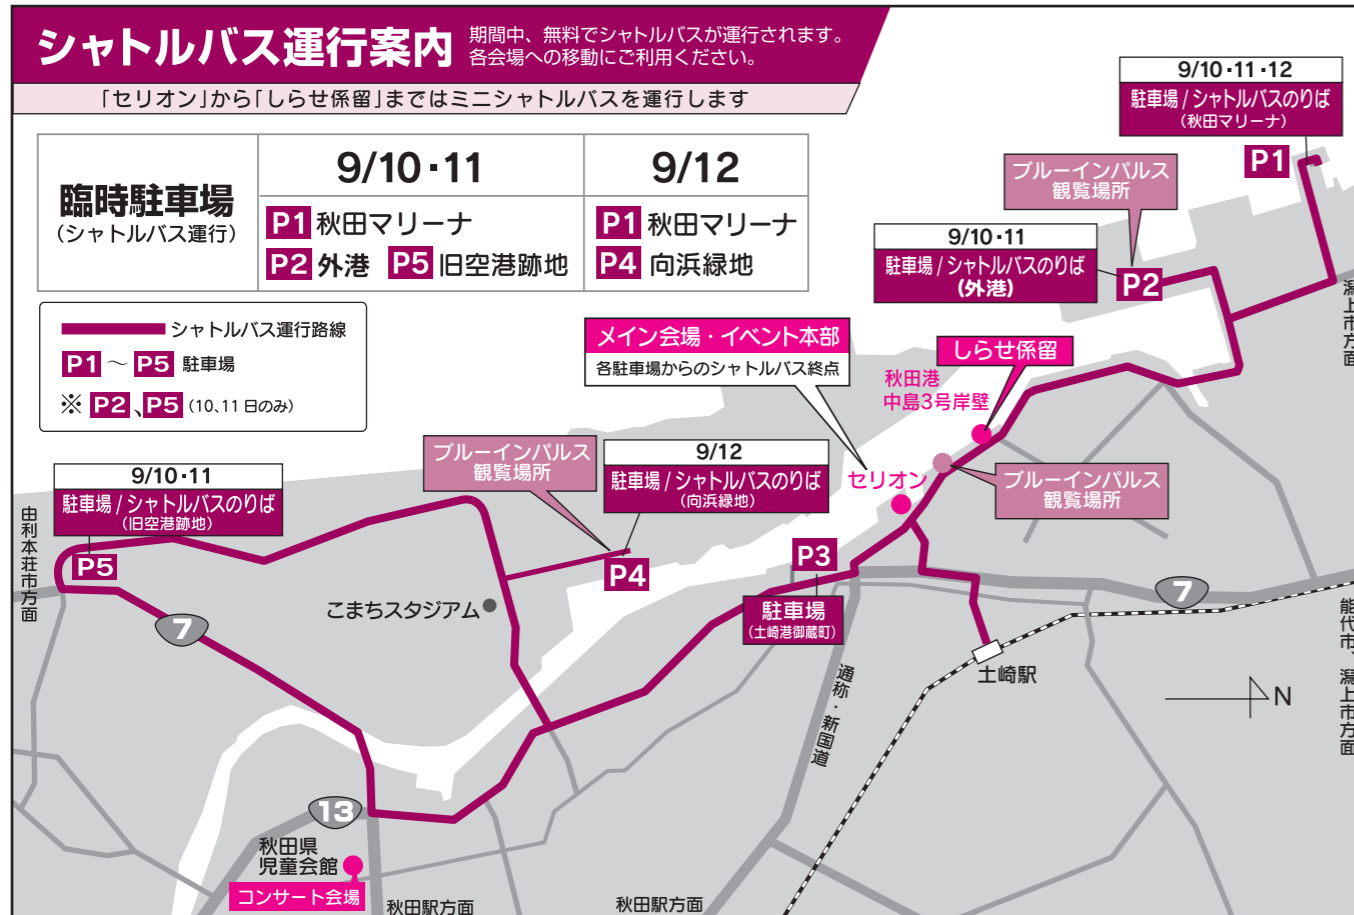 シャトルバス運行案内
期間中、無料でシャトルバスが運行されます。
各会場への移動にご利用ください。
「セリオン」から「しらせ係留」まではミニシャトルバスを運行します
臨時駐車場
(シャトルバス運行)
9/10・11
9/12
P1 秋田マリーナ
P2 外港 P5 旧空港跡地
P1 秋田マリーナ
P4 向浜緑地
シャトルバス運行路線
P1 ～ P5 駐車場
※ P2、P5 (10、11日のみ)
9/10・11・12
駐車場/シャトルバスのりば
(秋田マリーナ)
P1
ブルーインパルス
観覧場所
9/10・11
駐車場/シャトルバスのりば
(外港)
P2
潟上市方面
メイン会場・イベント本部
各駐車場からのシャトルバス終点
しらせ係留
秋田港
中島3号岸壁
セリオン
ブルーインパルス
観覧場所
ブルーインパルス
観覧場所
9/12
駐車場/シャトルバスのりば
(向浜緑地)
P4
9/10・11
駐車場/シャトルバスのりば
(旧空港跡地)
P5
由利本荘市方面
7
こまちスタジアム
P3
駐車場
(土崎港御蔵町)
7
土崎駅
通称・新国道
N
能代市、潟上市方面
13
秋田県
児童会館
コンサート会場
秋田駅方面
秋田駅方面